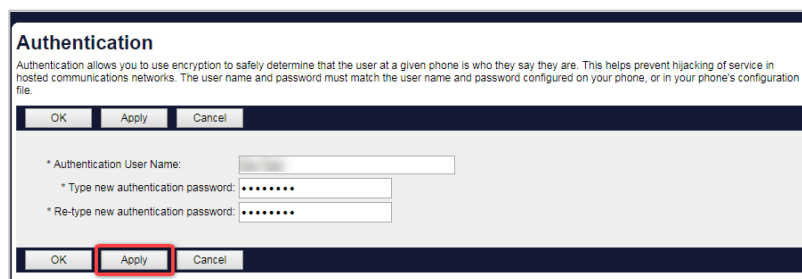 Authentication
Authentication allows you to use encryption to safely determine that the user at a given phone is who they say they are. This helps prevent hijacking of service in
hosted communications networks. The user name and password must match the user name and password configured on your phone, or in your phone's configuration
file.
OK Apply Cancel
* Authentication User Name:
* Type new authentication password: ••••••••
* Re-type new authentication password: ••••••••
OK Apply Cancel